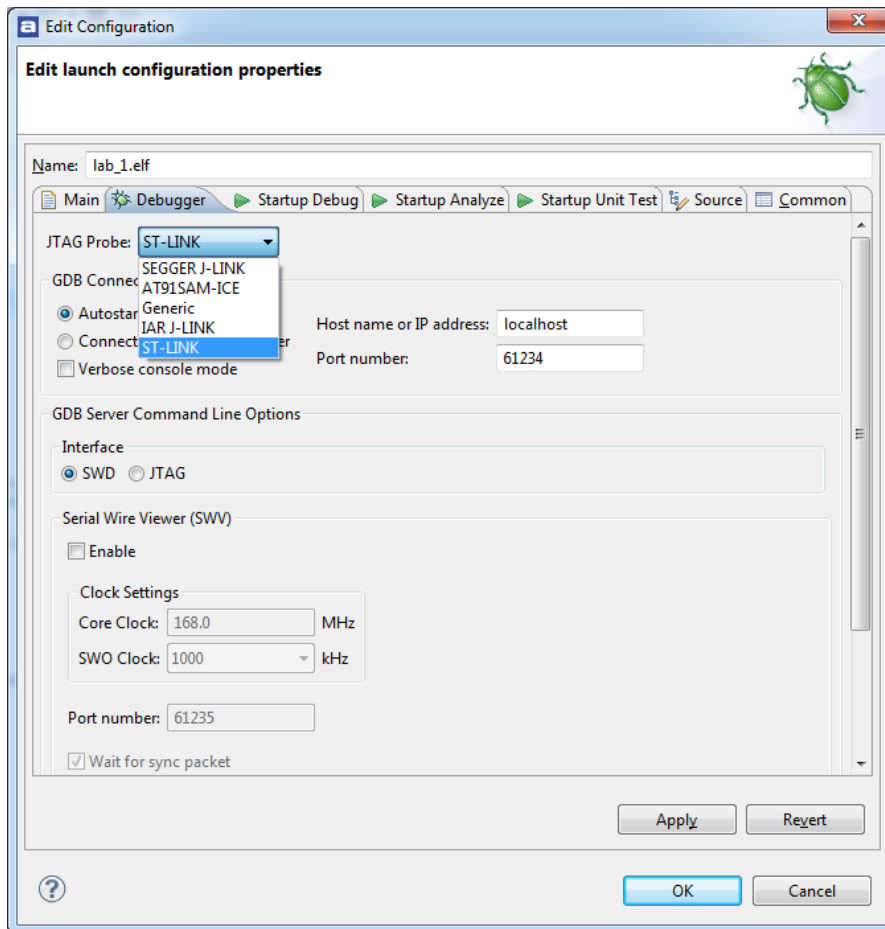 a Edit Configuration
x
Edit launch configuration properties
Name: lab_1.elf
Main Debugger Startup Debug Startup Analyze Startup Unit Test Source Common
JTAG Probe: ST-LINK
SEGGER J-LINK
AT91SAM-ICE
Generic
IAR J-LINK
ST-LINK
GDB Connec
Autostar
Host name or IP address: localhost
Connect er
Port number: 61234
Verbose console mode
GDB Server Command Line Options
Interface
SWD JTAG
Serial Wire Viewer (SWV)
Enable
Clock Settings
Core Clock: 168.0 MHz
SWO Clock: 1000 kHz
Port number: 61235
Wait for sync packet
Apply Revert
? OK Cancel